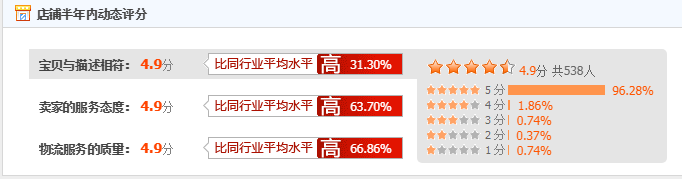 店铺半年内动态评分
宝贝与描述相符：4.9分 比同行业平均水平 高 31.30%
卖家的服务态度：4.9分 比同行业平均水平 高 63.70%
物流服务的质量：4.9分 比同行业平均水平 高 66.86%
4.9分 共538人
5 分 96.28%
4 分 1.86%
3 分 0.74%
2 分 0.37%
1 分 0.74%